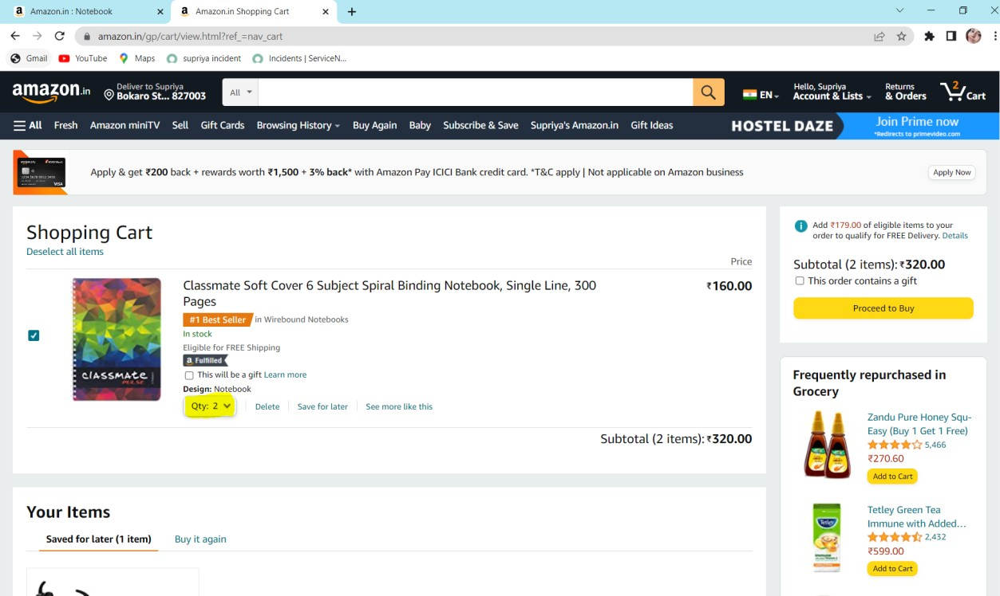 Amazon.in : Notebook
Amazon.in Shopping Cart
amazon.in/gp/cart/view.html?ref_=nav_cart
Gmail
YouTube
Maps
supriya incident
Incidents | ServiceN...
amazon.in
Deliver to Supriya
Bokaro St... 827003
All
EN
Hello, Supriya
Account & Lists
Returns
& Orders
2
Cart
All
Fresh
Amazon miniTV
Sell
Gift Cards
Browsing History
Buy Again
Baby
Subscribe & Save
Supriya's Amazon.in
Gift Ideas
HOSTEL DAZE
Join Prime now
*Redirects to primevideo.com
VISA
Apply & get ₹200 back + rewards worth ₹1,500 + 3% back* with Amazon Pay ICICI Bank credit card. *T&C apply | Not applicable on Amazon business
Apply Now
Shopping Cart
Deselect all items
Price
classmate
PULSE
Classmate Soft Cover 6 Subject Spiral Binding Notebook, Single Line, 300
Pages
₹160.00
#1 Best Seller in Wirebound Notebooks
In stock
Eligible for FREE Shipping
a Fulfilled
This will be a gift Learn more
Design: Notebook
Qty: 2
Delete
Save for later
See more like this
Subtotal (2 items): ₹320.00
Your Items
Saved for later (1 item)
Buy it again
Add ₹179.00 of eligible items to your
order to qualify for FREE Delivery. Details
Subtotal (2 items): ₹320.00
This order contains a gift
Proceed to Buy
Frequently repurchased in
Grocery
Zandu Pure Honey Squ-
Easy (Buy 1 Get 1 Free)
5,466
₹270.60
Add to Cart
Tetley
Tetley Green Tea
Immune with Added...
2,432
₹599.00
Add to Cart